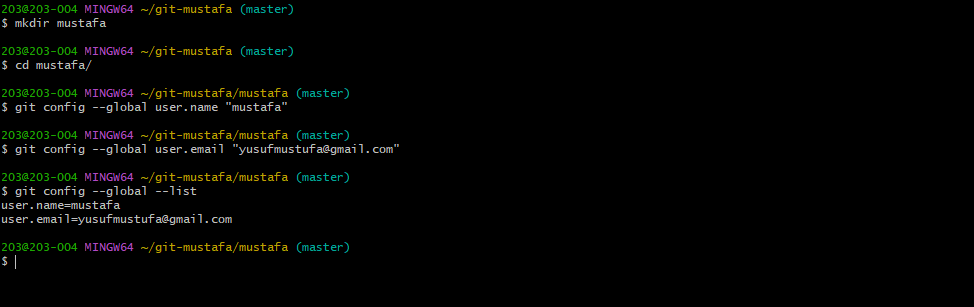 203@203-004 MINGW64 ~/git-mustafa (master)
$ mkdir mustafa
203@203-004 MINGW64 ~/git-mustafa (master)
$ cd mustafa/
203@203-004 MINGW64 ~/git-mustafa/mustafa (master)
$ git config --global user.name "mustafa"
203@203-004 MINGW64 ~/git-mustafa/mustafa (master)
$ git config --global user.email "yusufmustufa@gmail.com"
203@203-004 MINGW64 ~/git-mustafa/mustafa (master)
$ git config --global --list
user.name=mustafa
user.email=yusufmustufa@gmail.com
203@203-004 MINGW64 ~/git-mustafa/mustafa (master)
$